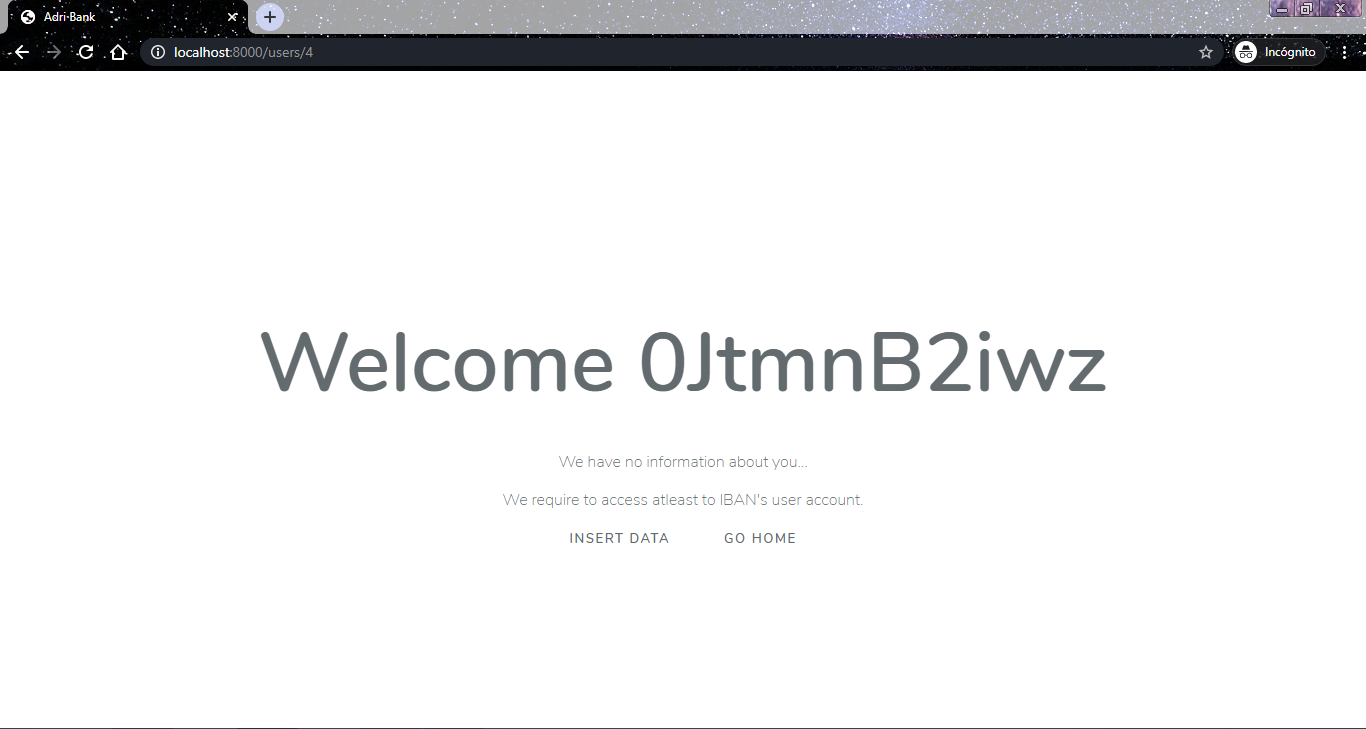 Adri-Bank
localhost:8000/users/4
Incógnito
Welcome 0JtmnB2iwz
We have no information about you...
We require to access atleast to IBAN's user account.
INSERT DATA GO HOME